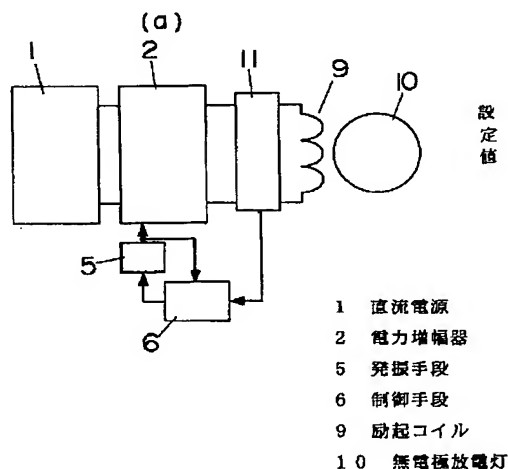 (a)
1
2
11
9
10
設定値
5
6
1 直流電源
2 電力増幅器
5 発振手段
6 制御手段
9 励起コイル
10 無電極放電灯